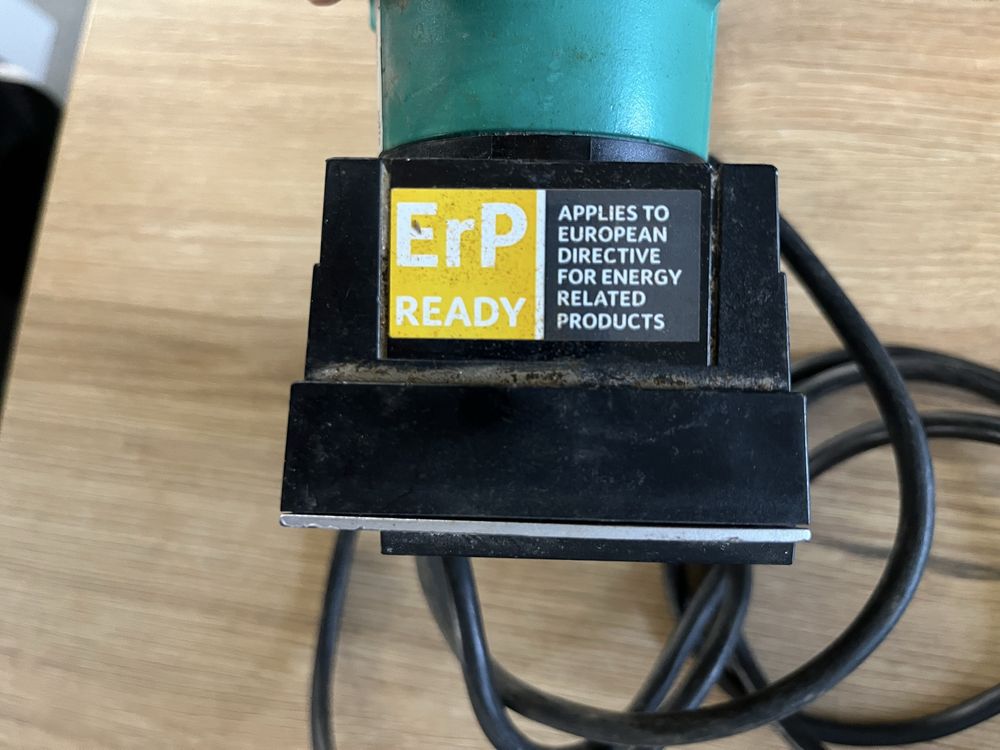 ErP
READY
APPLIES TO
EUROPEAN
DIRECTIVE
FOR ENERGY
RELATED
PRODUCTS